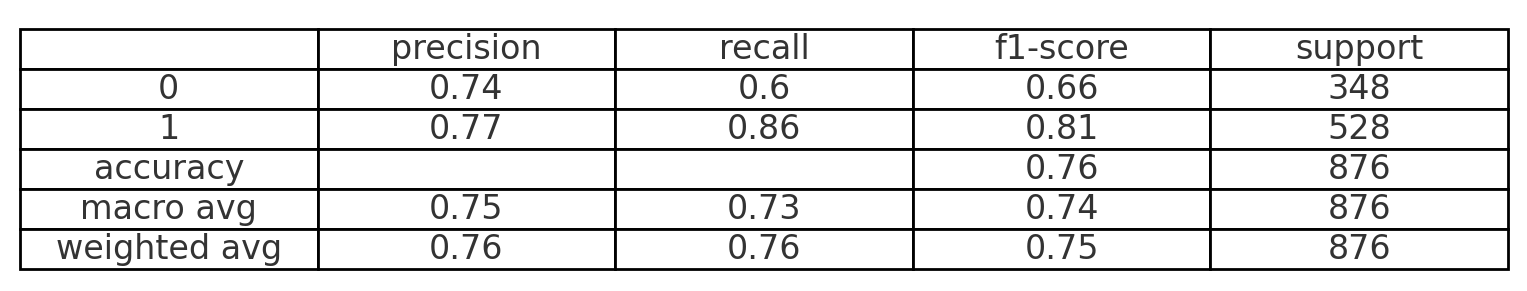 precision recall f1-score support
0 0.74 0.6 0.66 348
1 0.77 0.86 0.81 528
accuracy 0.76 876
macro avg 0.75 0.73 0.74 876
weighted avg 0.76 0.76 0.75 876